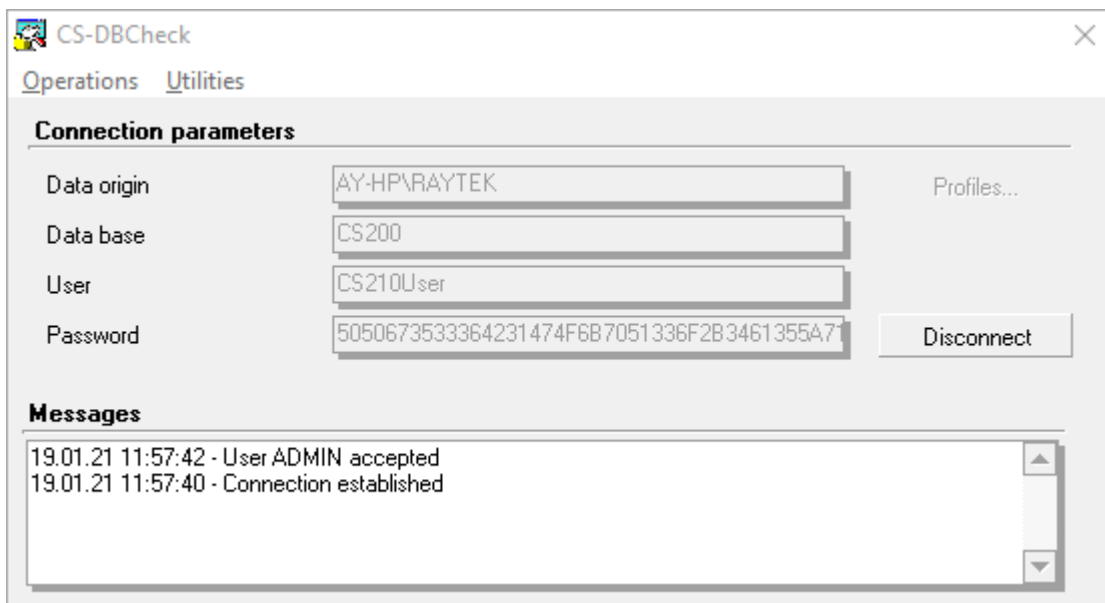 CS-DBCheck
Operations Utilities
Connection parameters
Data origin AY-HP\RAYTEK Profiles...
Data base CS200
User CS210User
Password 5050673533364231474F6B7051336F2B3461355A71 Disconnect
Messages
19.01.21 11:57:42 - User ADMIN accepted
19.01.21 11:57:40 - Connection established